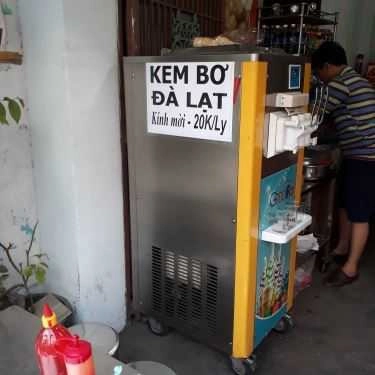 KEM BƠ
ĐÀ LẠT
Kính mời - 20K/Ly